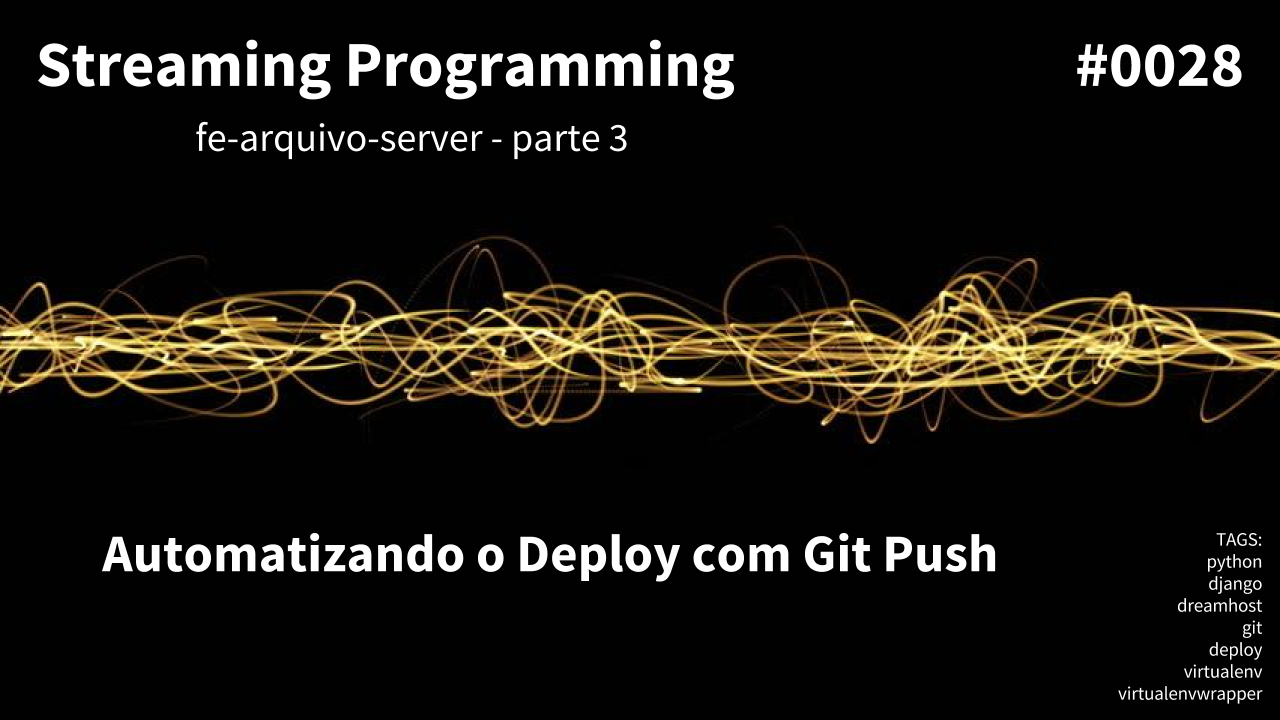 Streaming Programming
#0028
fe-arquivo-server - parte 3
Automatizando o Deploy com Git Push
TAGS:
python
django
dreamhost
git
deploy
virtualenv
virtualenvwrapper